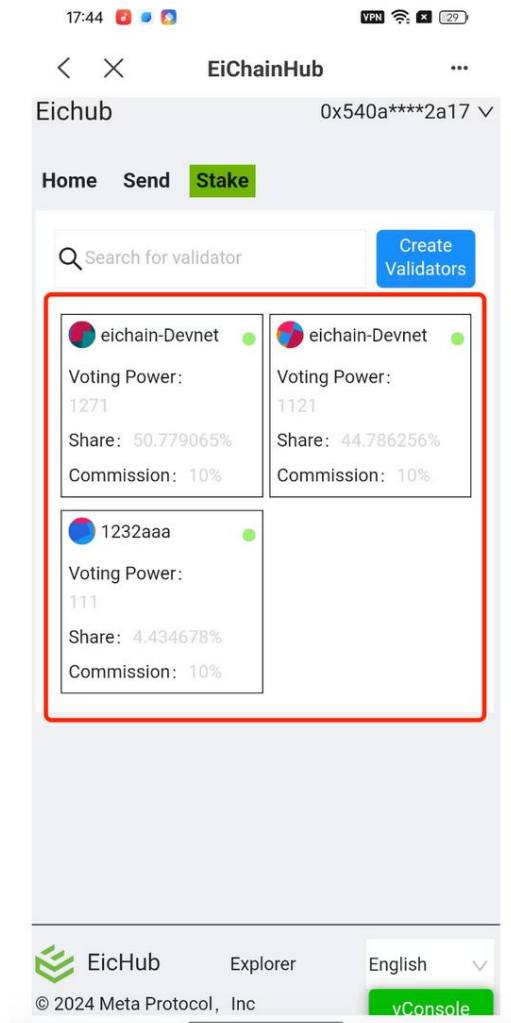 17:44 VPN 29
EiChainHub
Eichub 0x540a****2a17
Home Send Stake
Search for validator
Create
Validators
eichain-Devnet
Voting Power:
1271
Share: 50.779065%
Commission: 10%
eichain-Devnet
Voting Power:
1121
Share: 44.786256%
Commission: 10%
1232aaa
Voting Power:
111
Share: 4.434678%
Commission: 10%
EicHub Explorer English
© 2024 Meta Protocol, Inc
vConsole